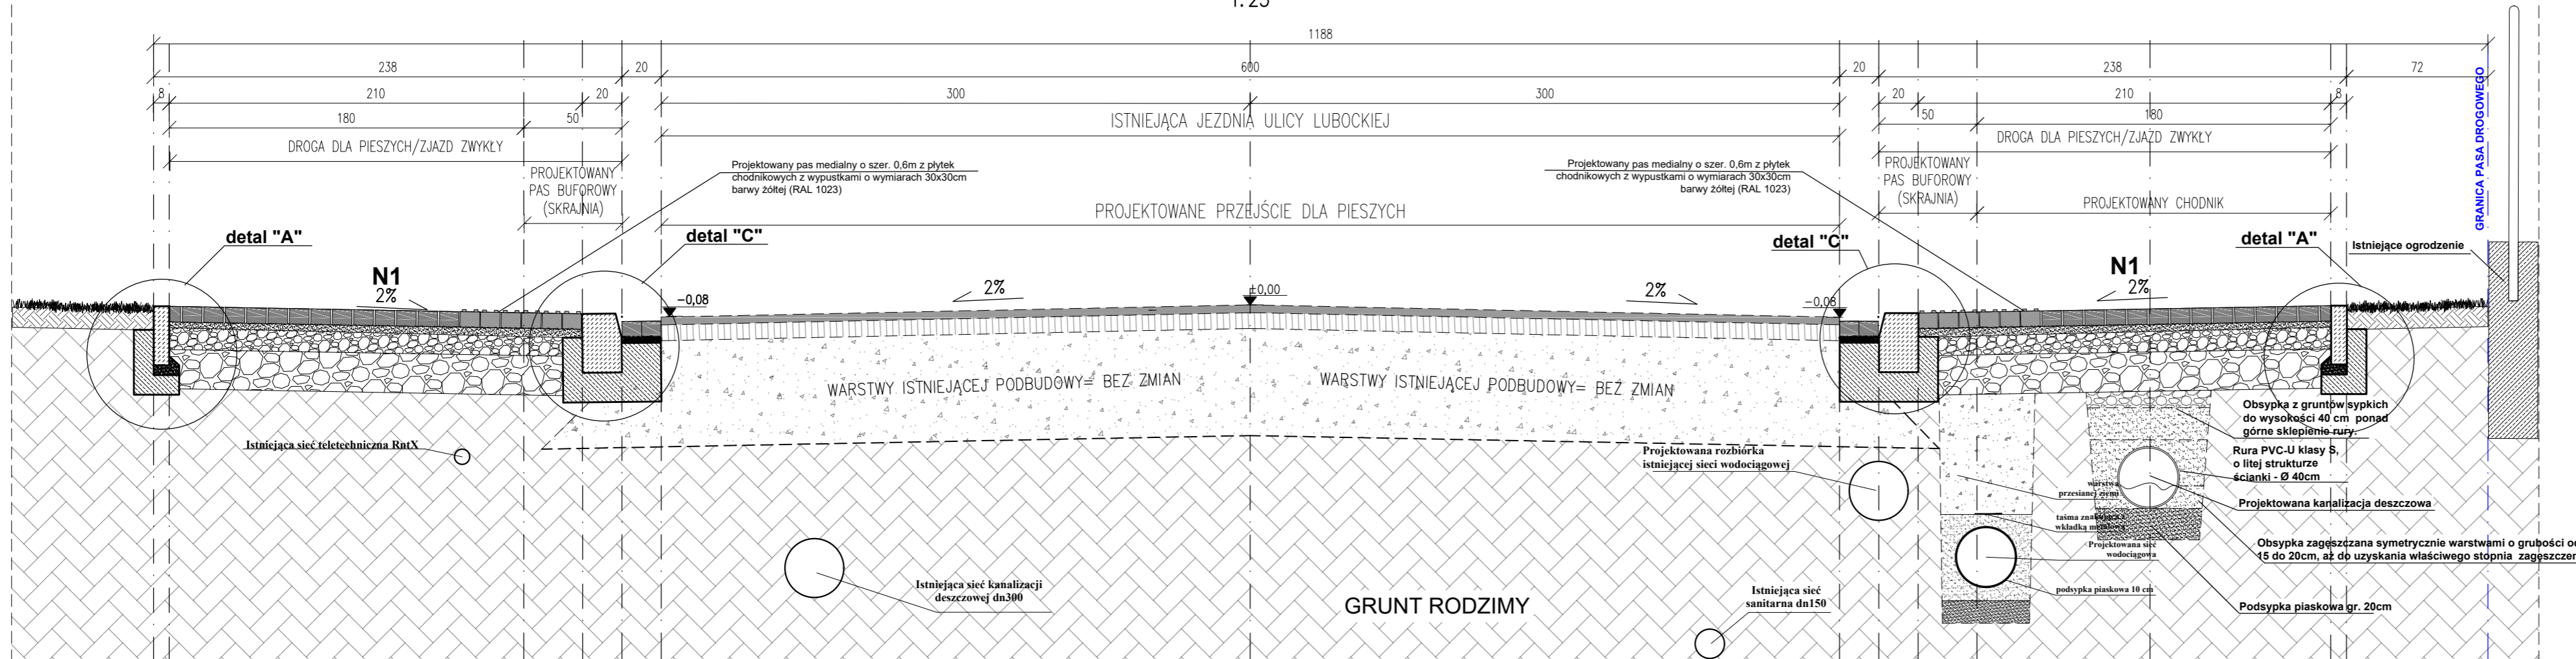 1:25
1188
238
20
600
20
238
72
8
210
20
300
300
20
210
8
180
50
ISTNIEJĄCA JEZDNIA ULICY LUBOCKIEJ
50
180
DROGA DLA PIESZYCH/ZJAZD ZWYKŁY
DROGA DLA PIESZYCH/ZJAZD ZWYKŁY
GRANICA PASA DROGOWEGO
PROJEKTOWANY
PAS BUFOROWY
(SKRAJNIA)
Projektowany pas medialny o szer. 0,6m z płytek
chodnikowych z wypustkami o wymiarach 30x30cm
barwy żółtej (RAL 1023)
Projektowany pas medialny o szer. 0,6m z płytek
chodnikowych z wypustkami o wymiarach 30x30cm
barwy żółtej (RAL 1023)
PROJEKTOWANY
PAS BUFOROWY
(SKRAJNIA)
PROJEKTOWANE PRZEJŚCIE DLA PIESZYCH
PROJEKTOWANY CHODNIK
detal "A"
detal "C"
detal "C"
detal "A"
Istniejące ogrodzenie
N1
2%
-0,08
2%
±0,00
2%
-0,08
N1
2%
WARSTWY ISTNIEJĄCEJ PODBUDOWY= BEZ ZMIAN
WARSTWY ISTNIEJĄCEJ PODBUDOWY= BEZ ZMIAN
Obsypka z gruntów sypkich
do wysokości 40 cm ponad
górne sklepienie rury.
Istniejąca sieć teletechniczna RntX
Projektowana rozbiórka
istniejącej sieci wodociągowej
Rura PVC-U klasy S,
o litej strukturze
ścianki - Ø 40cm
warstwa
przesianej ziemi
Projektowana kanalizacja deszczowa
taśma
wkładką
Projektowana sieć
wodociągowa
Obsypka zagęszczana symetrycznie warstwami o grubości
15 do 20cm, aż do uzyskania właściwego stopnia
Istniejąca sieć kanalizacji
deszczowej dn300
Istniejąca sieć
sanitarna dn150
podsypka piaskowa 10 cm
GRUNT RODZIMY
Podsypka piaskowa gr. 20cm